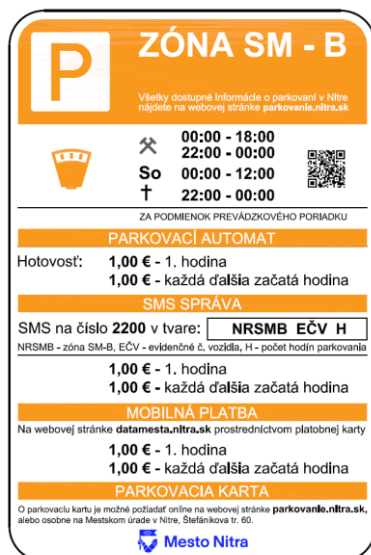 P
ZÓNA SM - B
Všetky dostupné informácie o parkovaní v Nitre
nájdete na webovej stránke parkovanie.nitra.sk
00:00 - 18:00
22:00 - 00:00
So 00:00 - 12:00
† 22:00 - 00:00
ZA PODMIENOK PREVÁDZKOVÉHO PORIADKU
PARKOVACÍ AUTOMAT
Hotovosť: 1,00 € - 1. hodina
1,00 € - každá ďalšia začatá hodina
SMS SPRÁVA
SMS na číslo 2200 v tvare: NRSMB EČV H
NRSMB - zóna SM-B, EČV - evidenčné č. vozidla, H - počet hodín parkovania
1,00 € - 1. hodina
1,00 € - každá ďalšia začatá hodina
MOBILNÁ PLATBA
Na webovej stránke datamesta.nitra.sk prostredníctvom platobnej karty
1,00 € - 1. hodina
1,00 € - každá ďalšia začatá hodina
PARKOVACIA KARTA
O parkovaciu kartu je možné požiadať online na webovej stránke parkovanie.nitra.sk,
alebo osobne na Mestskom úrade v Nitre, Štefánikova tr. 60.
Mesto Nitra